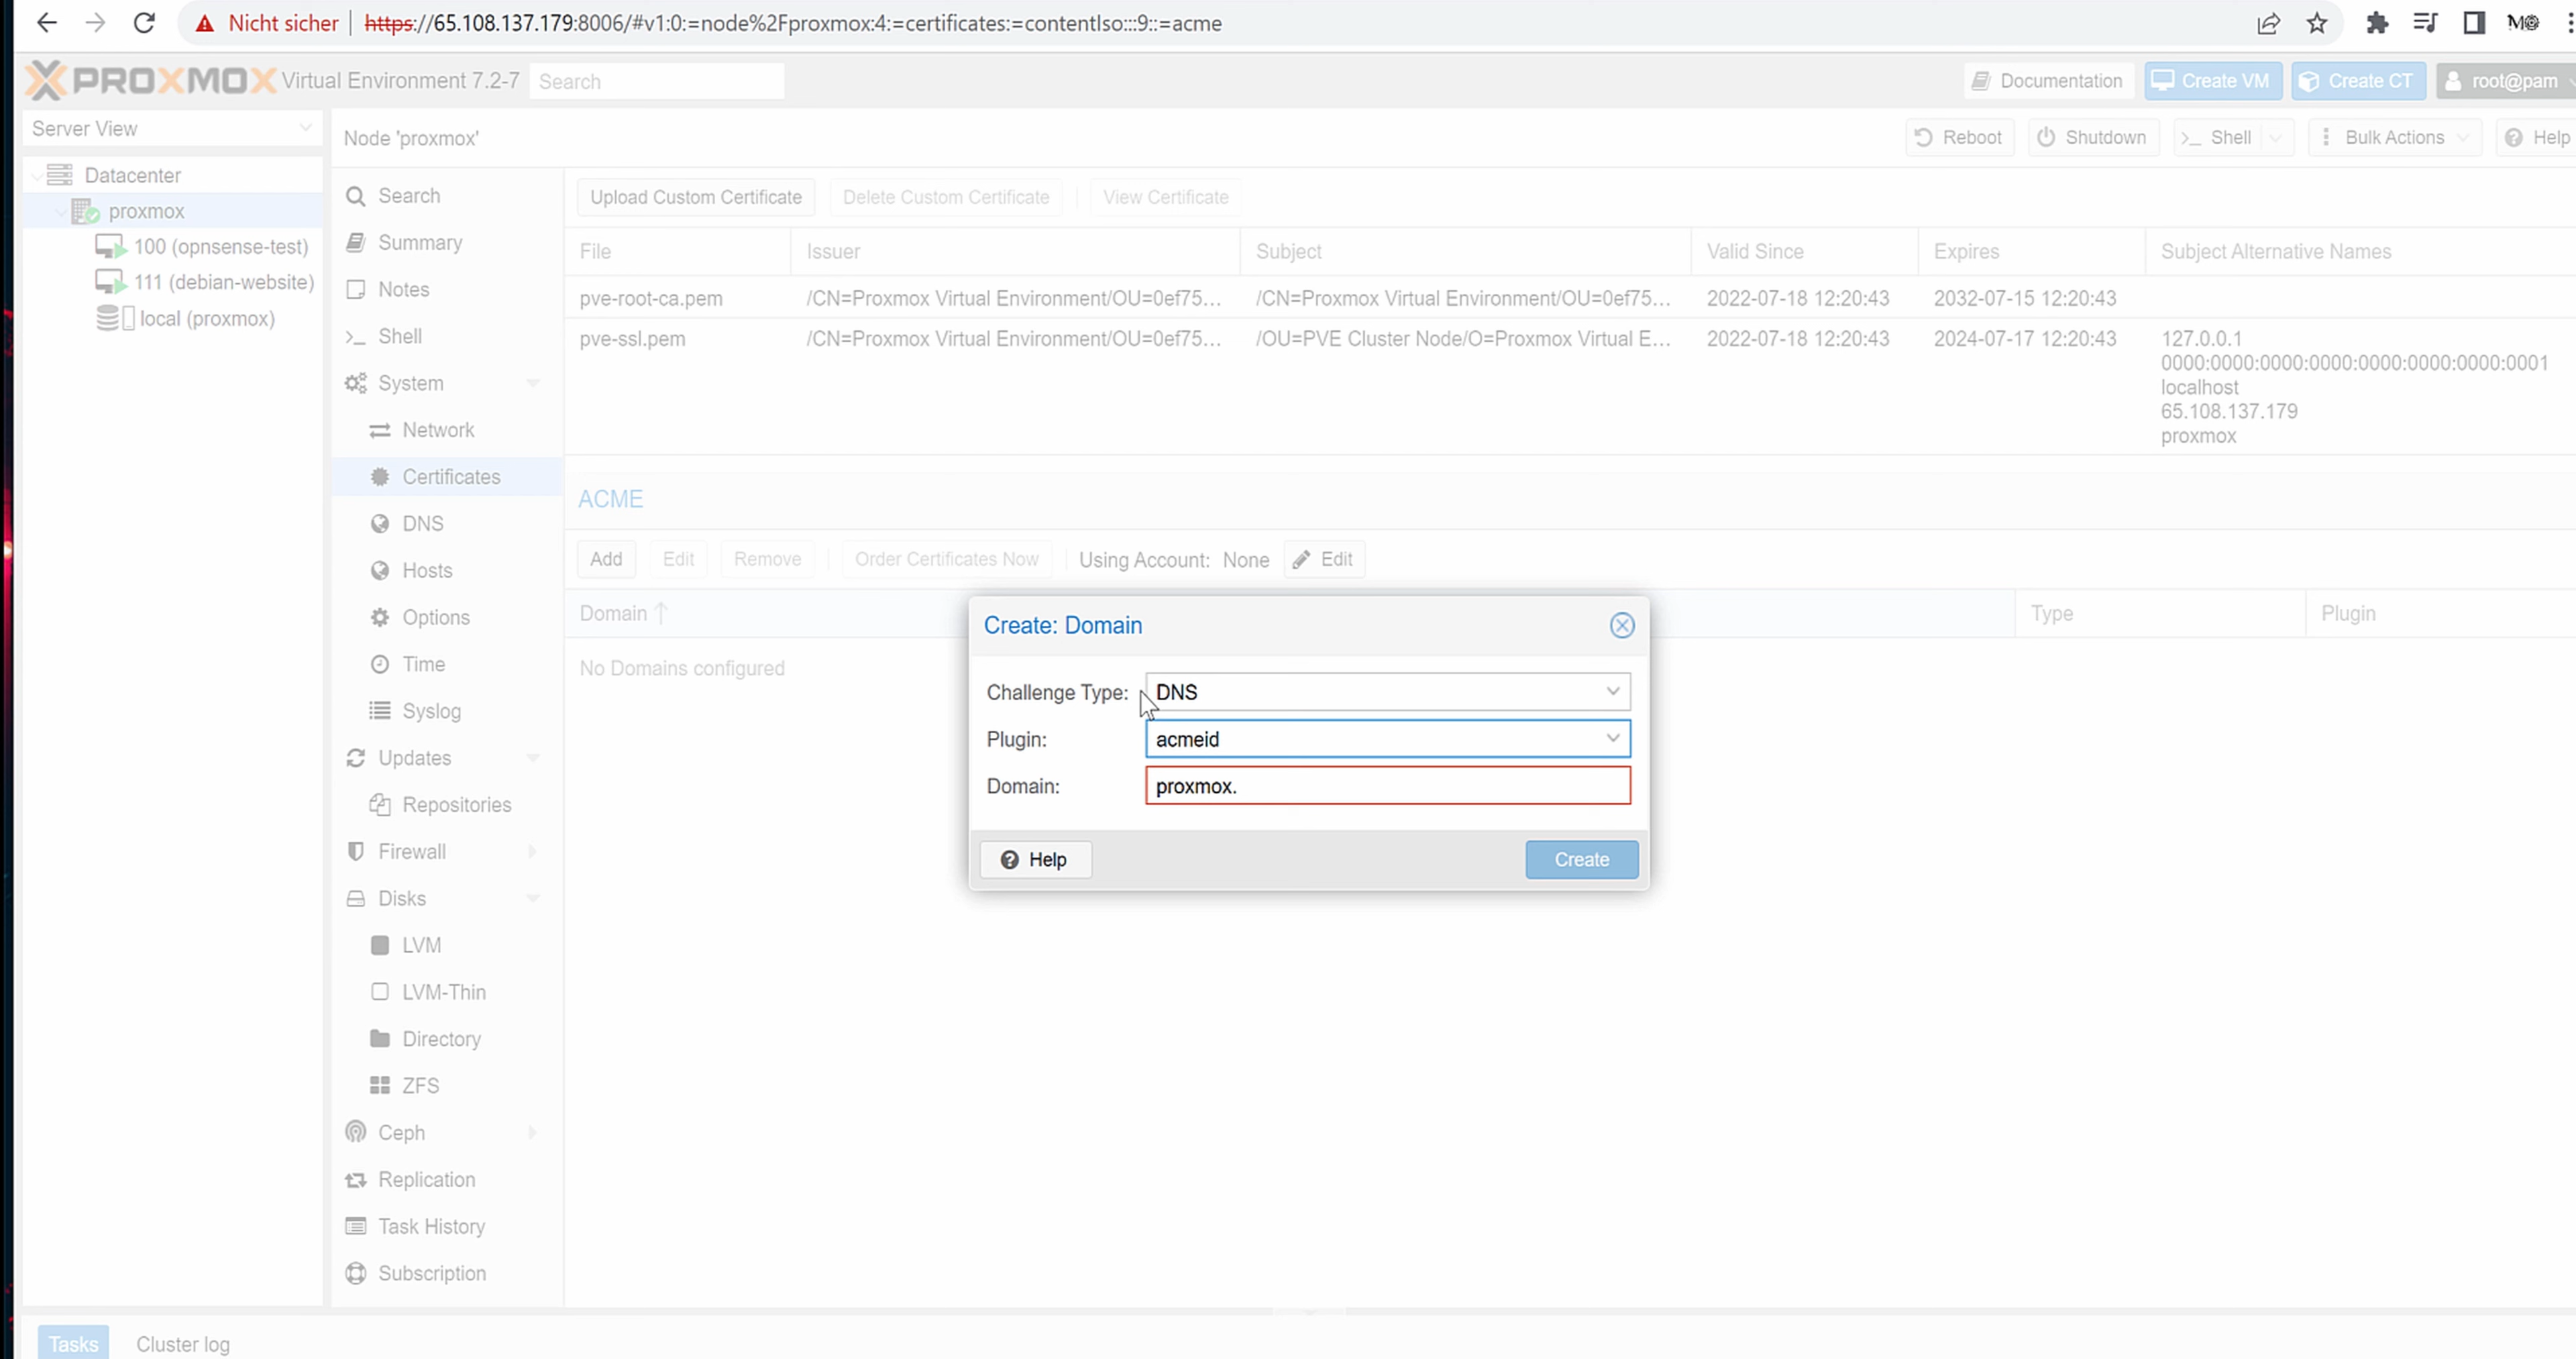 Nicht sicher https://65.108.137.179:8006/#v1:0:=node%2Fproxmox:4:=certificates:=contentIso:::9::=acme M
PROXMOX Virtual Environment 7.2-7 Search Documentation Create VM Create CT root@pam
Server View
Node 'proxmox' Reboot Shutdown >_ Shell Bulk Actions Help
Datacenter
proxmox
100 (opnsense-test)
111 (debian-website)
local (proxmox)
Search
Summary
Notes
>_ Shell
System
Network
Certificates
DNS
Hosts
Options
Time
Syslog
Updates
Repositories
Firewall
Disks
LVM
LVM-Thin
Directory
ZFS
Ceph
Replication
Task History
Subscription
Upload Custom Certificate Delete Custom Certificate View Certificate
File Issuer Subject Valid Since Expires Subject Alternative Names
pve-root-ca.pem /CN=Proxmox Virtual Environment/OU=0ef75... /CN=Proxmox Virtual Environment/OU=0ef75... 2022-07-18 12:20:43 2032-07-15 12:20:43
pve-ssl.pem /CN=Proxmox Virtual Environment/OU=0ef75... /OU=PVE Cluster Node/O=Proxmox Virtual E... 2022-07-18 12:20:43 2024-07-17 12:20:43 127.0.0.1
0000:0000:0000:0000:0000:0000:0000:0001
localhost
65.108.137.179
proxmox
ACME
Add Edit Remove Order Certificates Now Using Account: None Edit
Domain Type Plugin
No Domains configured
Create: Domain
Challenge Type: DNS
Plugin: acmeid
Domain: proxmox.
Help Create
Tasks Cluster log